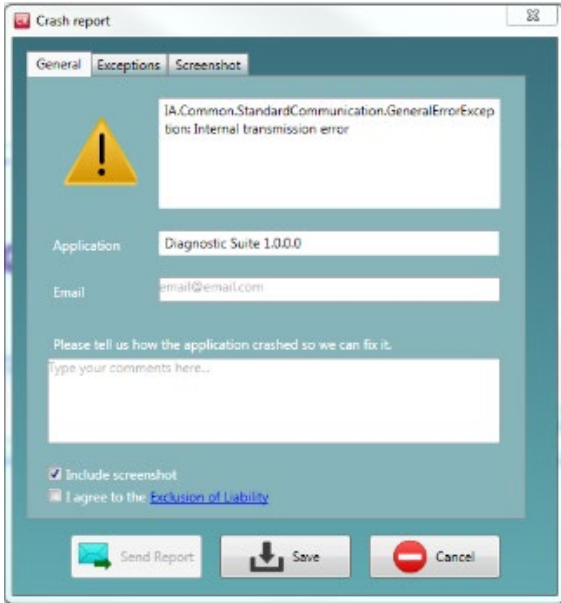 Crash report
General Exceptions Screenshot
IA.Common.StandardCommunication.GeneralErrorExcep
tion: Internal transmission error
Application Diagnostic Suite 1.0.0.0
Email email@email.com
Please tell us how the application crashed so we can fix it.
Type your comments here...
Include screenshot
I agree to the Exclusion of Liability
Send Report Save Cancel